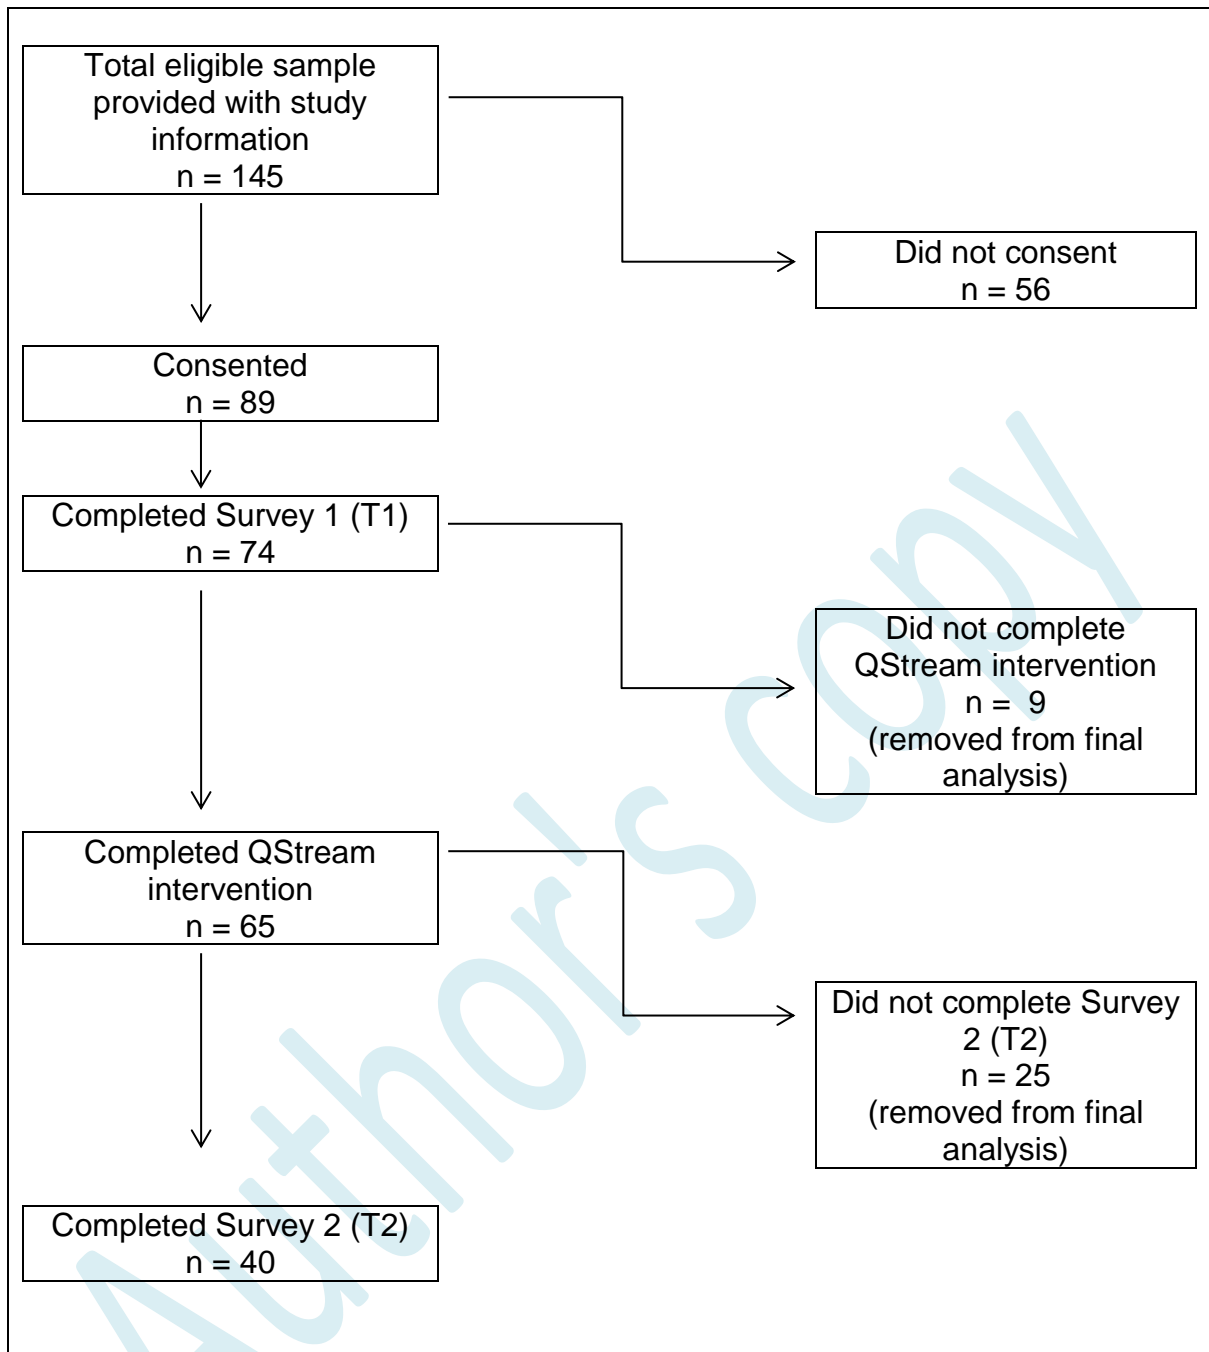 Total eligible sample
provided with study
information
n = 145
Did not consent
n = 56
Consented
n = 89
Completed Survey 1 (T1)
n = 74
Did not complete
QStream intervention
n =  9
(removed from final
analysis)
Completed QStream
intervention
n = 65
Did not complete Survey
2 (T2)
n = 25
(removed from final
analysis)
Completed Survey 2 (T2)
n = 40
Author's copy